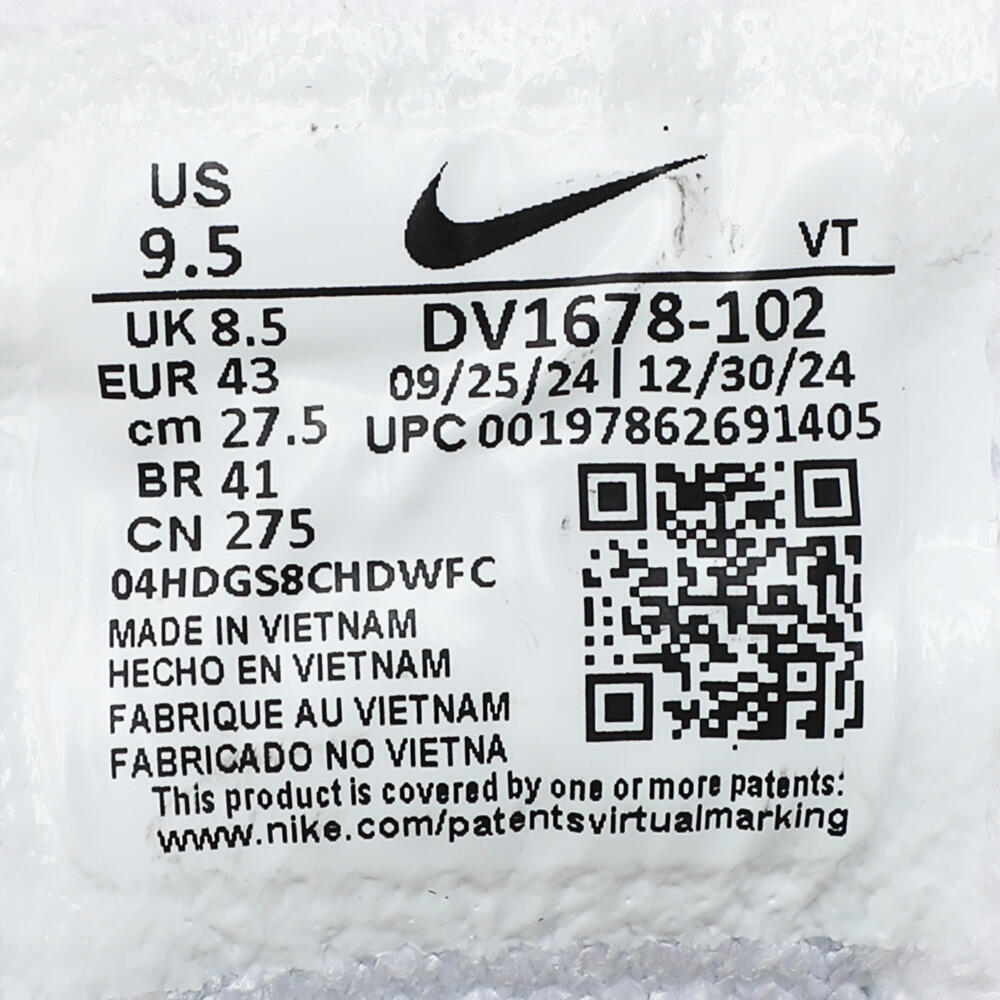 US
9.5
VT
UK 8.5
DV1678-102
EUR 43
09/25/24 | 12/30/24
cm 27.5
UPC 00197862691405
BR 41
CN 275
04HDGS8CHDWFC
MADE IN VIETNAM
HECHO EN VIETNAM
FABRIQUE AU VIETNAM
FABRICADO NO VIETNA
This product is covered by one or more patents:
www.nike.com/patentsvirtualmarking